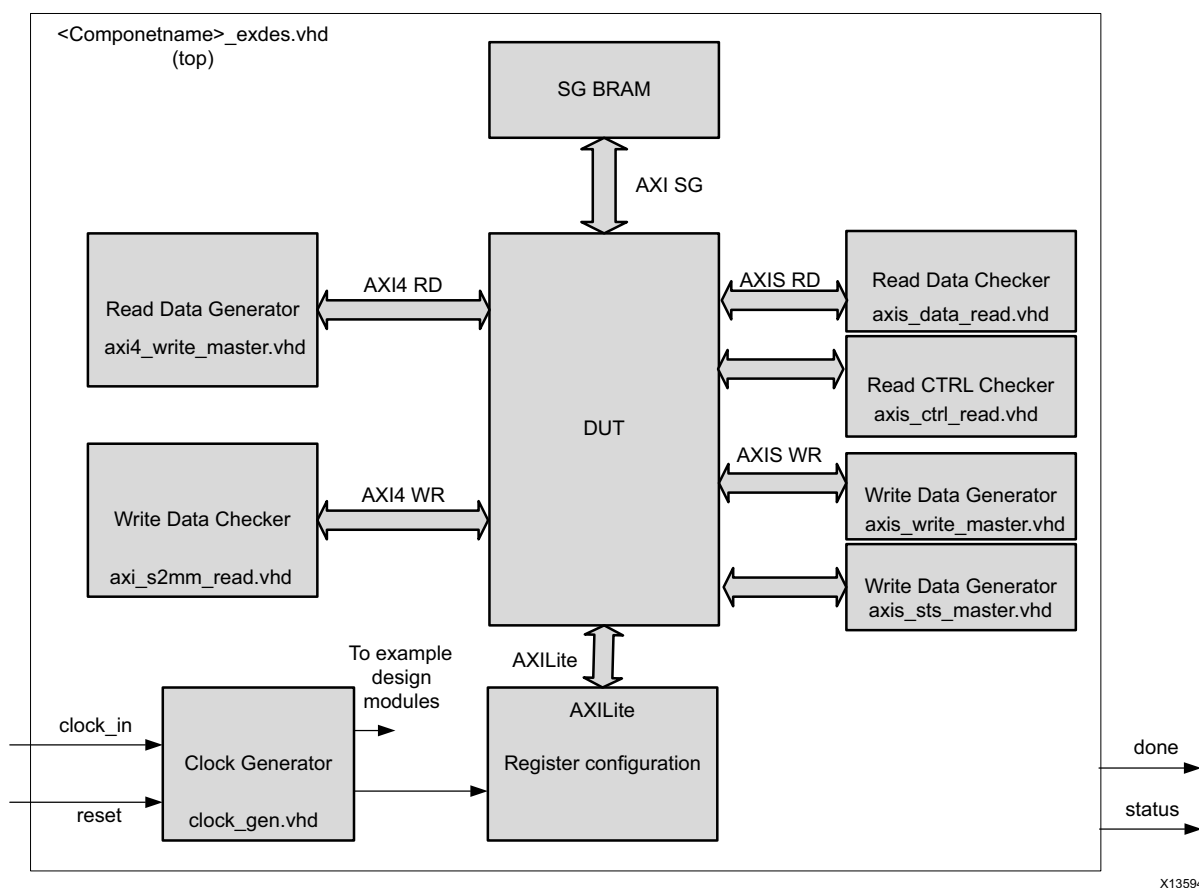 <Componetname>_exdes.vhd
(top)
SG BRAM
AXI SG
Read Data Generator
axi4_write_master.vhd
AXI4 RD
AXIS RD
Read Data Checker
axis_data_read.vhd
Read CTRL Checker
axis_ctrl_read.vhd
DUT
Write Data Checker
axi_s2mm_read.vhd
AXI4 WR
AXIS WR
Write Data Generator
axis_write_master.vhd
Write Data Generator
axis_sts_master.vhd
To example
design
modules
AXILite
clock_in
reset
Clock Generator
clock_gen.vhd
AXILite
Register configuration
done
status
X13594